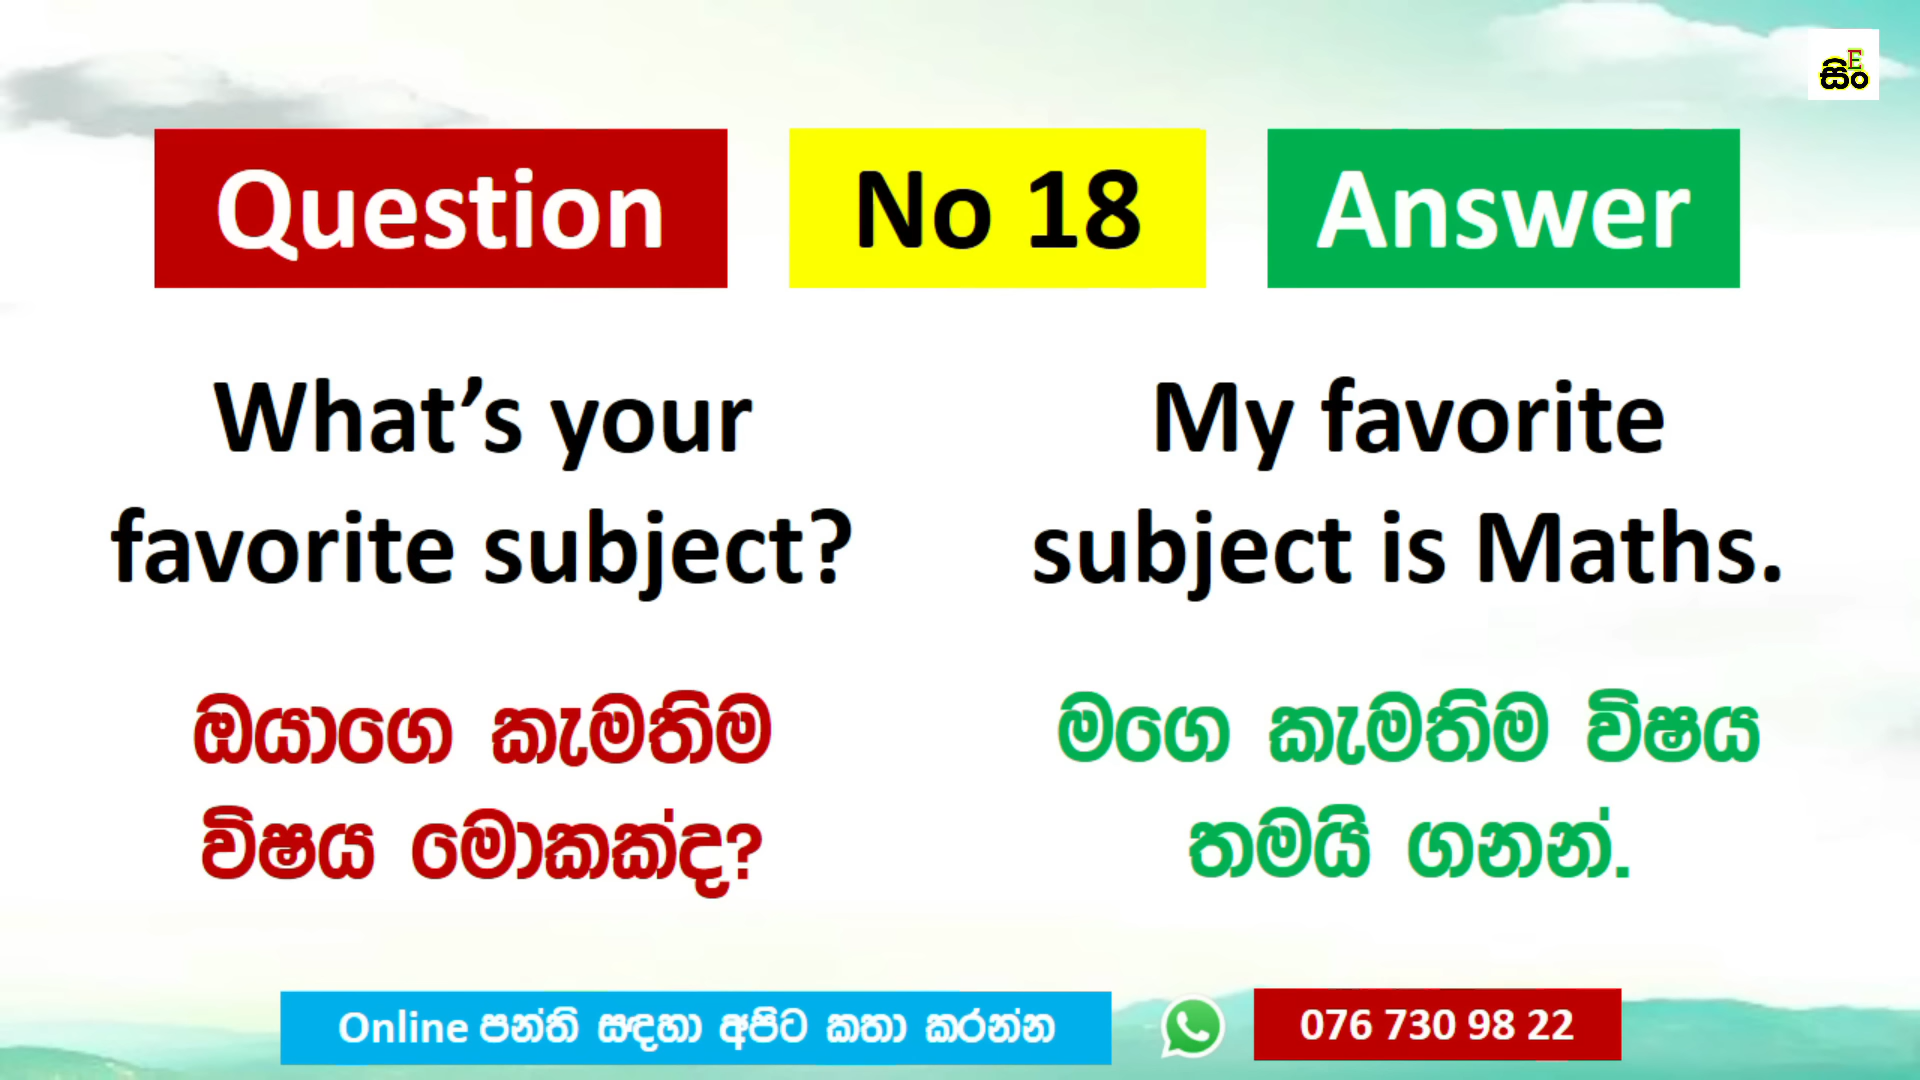 සිං
E
Question
No 18
Answer
What's your
favorite subject?
My favorite
subject is Maths.
ඔයාගෙ කැමතිම
විෂය මොකක්ද?
මගෙ කැමතිම විෂය
තමයි ගනන්.
Online පන්ති සඳහා අපිට කතා කරන්න
076 730 98 22